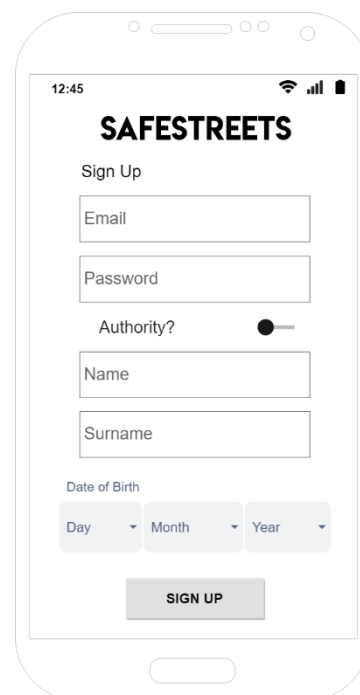 12:45
SAFESTREETS
Sign Up
Email
Password
Authority?
Name
Surname
Date of Birth
Day Month Year
SIGN UP